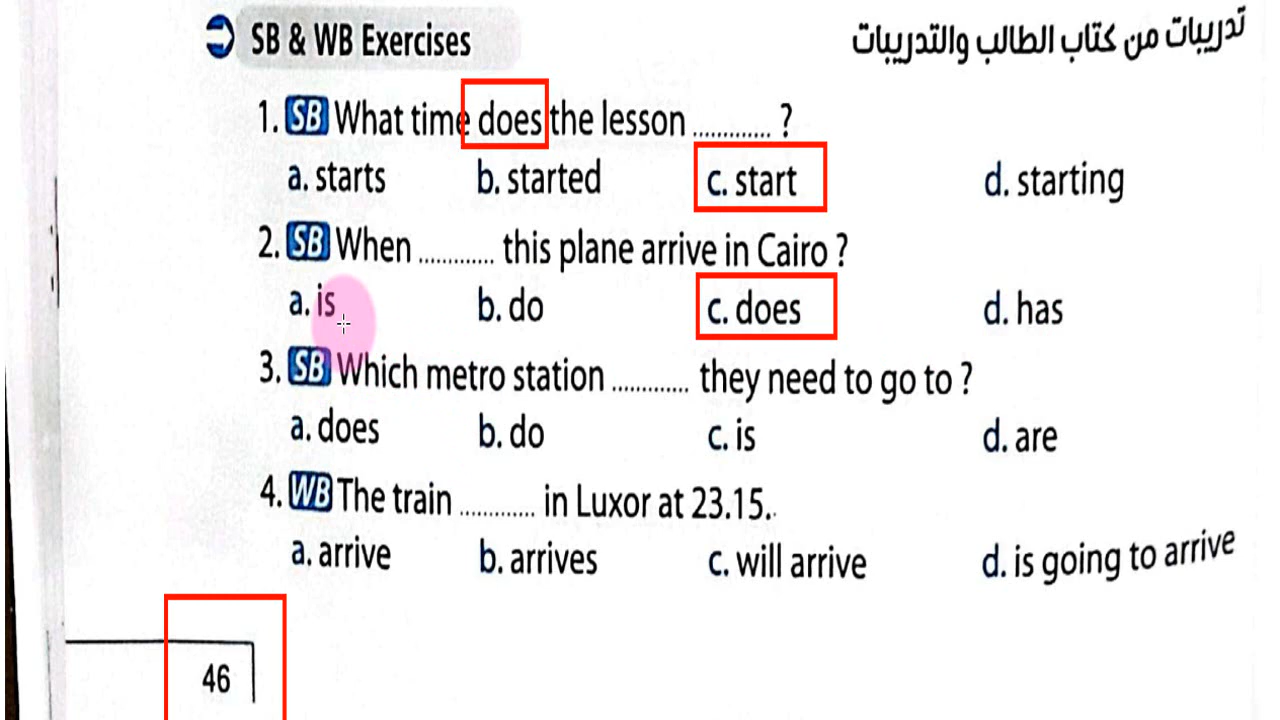 SB & WB Exercises
تدريبات من كتاب الطالب والتدريبات
1. SB What time does the lesson ............. ?
a. starts b. started c. start d. starting
2. SB When ............. this plane arrive in Cairo ?
a. is b. do c. does d. has
3. SB Which metro station ............. they need to go to ?
a. does b. do c. is d. are
4. WB The train ............. in Luxor at 23.15.
a. arrive b. arrives c. will arrive d. is going to arrive
46